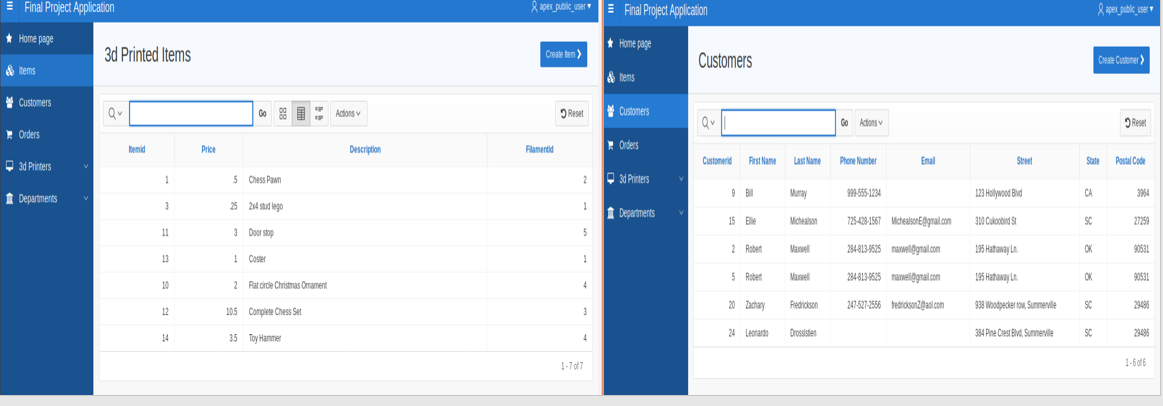 Final Project Application
apex_public_user
Home page
Items
Customers
Orders
3d Printers
Departments
3d Printed Items
Create Item
Go
Actions
Reset
Itemid Price Description Filamentid
1 .5 Chess Pawn 2
3 .25 2x4 stud lego 1
11 3 Door stop 5
13 1 Coster 1
10 2 Flat circle Christmas Ornament 4
12 10.5 Complete Chess Set 3
14 3.5 Toy Hammer 4
1 - 7 of 7
Final Project Application
apex_public_user
Home page
Items
Customers
Orders
3d Printers
Departments
Customers
Create Customer
Go
Actions
Reset
Customerid First Name Last Name Phone Number Email Street State Postal Code
9 Bill Murray 999-555-1234 123 Hollywood Blvd CA 3964
15 Ellie Michealson 725-428-1567 MichealsonE@gmail.com 310 Cukoobird St SC 27259
2 Robert Maxwell 284-813-9525 maxwell@gmail.com 195 Hathaway Ln. OK 90531
5 Robert Maxwell 284-813-9525 maxwell@gmail.com 195 Hathaway Ln. OK 90531
20 Zachary Fredrickson 247-527-2556 fredricksonZ@aol.com 938 Woodpecker row, Summerville SC 29486
24 Leonardo Drosslstien 384 Pine Crest Blvd, Summerville SC 29486
1 - 6 of 6